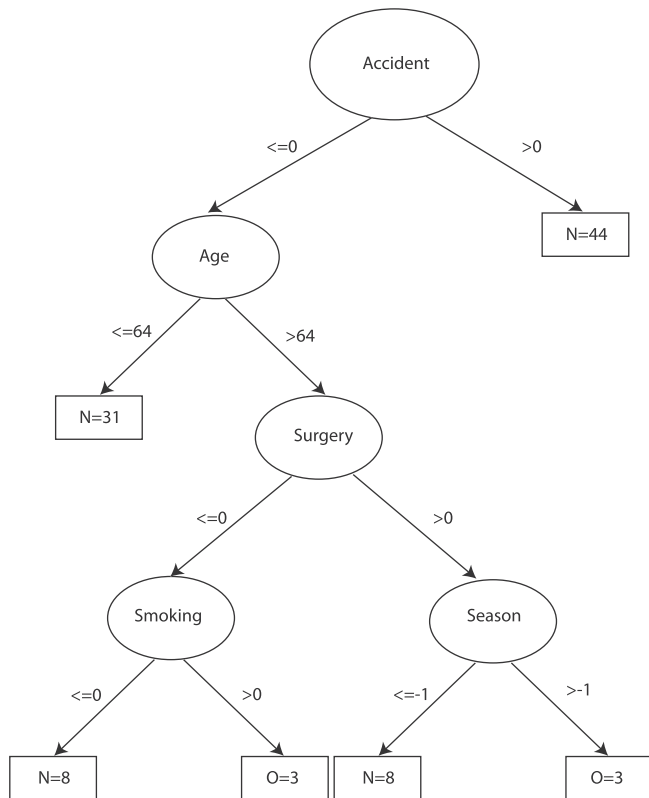 Accident
<=0
>0
N=44
Age
<=64
>64
N=31
Surgery
<=0
>0
Smoking
Season
<=0
>0
<=-1
>-1
N=8
O=3
N=8
O=3